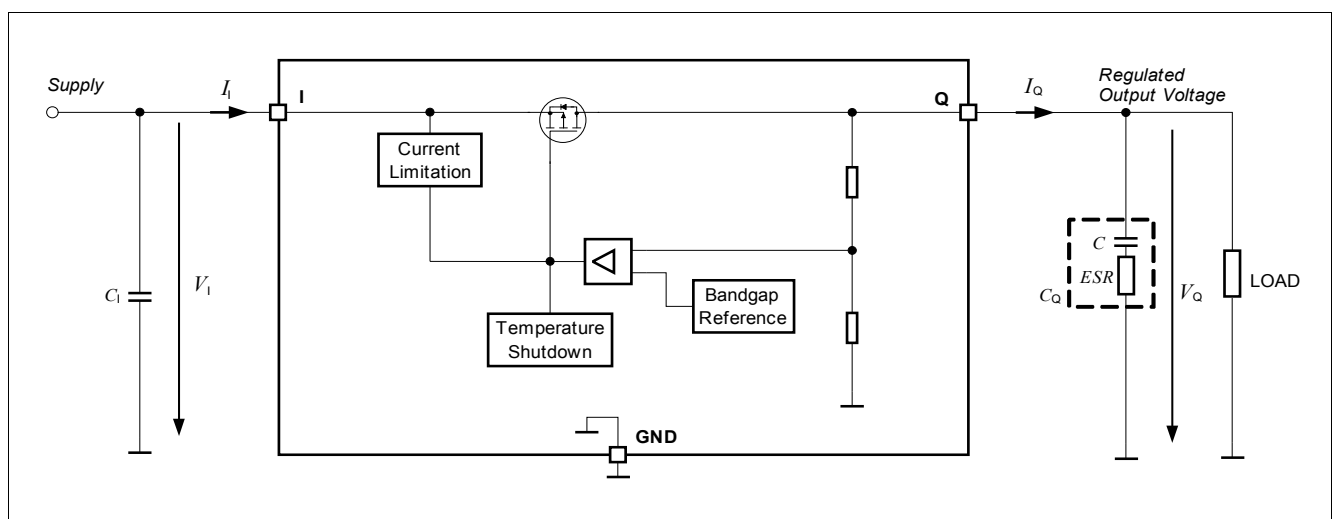 Supply
I_I
I
Q
I_Q
Regulated
Output Voltage
Current
Limitation
C_I
V_I
Bandgap
Reference
Temperature
Shutdown
C
ESR
C_Q
V_Q
LOAD
GND